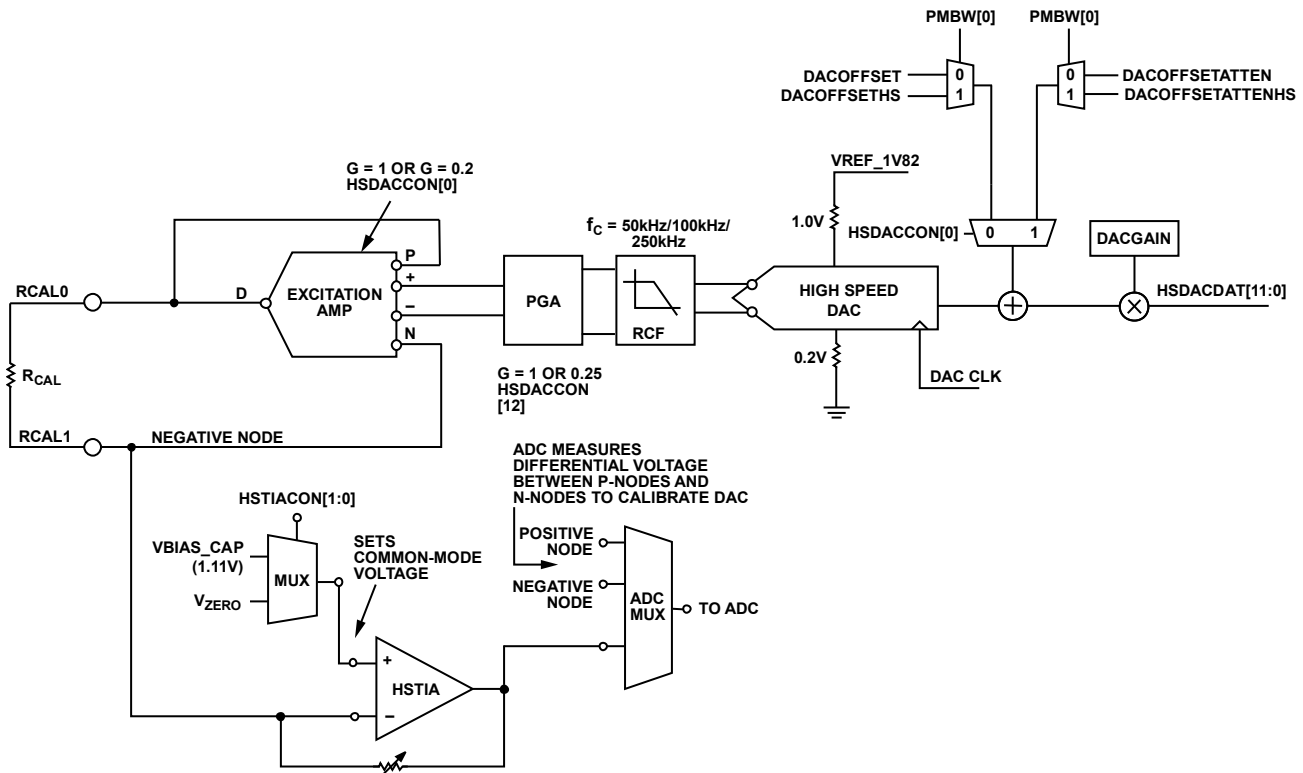 PMBW[0]
PMBW[0]
DACOFFSET
DACOFFSETHS
0
1
0
1
DACOFFSETATTEN
DACOFFSETATTENHS
G = 1 OR G = 0.2
HSDACCON[0]
VREF_1V82
1.0V
fC = 50kHz/100kHz/
250kHz
HSDACCON[0]
0
1
DACGAIN
RCAL0
D
EXCITATION
AMP
P
+
–
N
PGA
RCF
HIGH SPEED
DAC
+
×
HSDACDAT[11:0]
RCAL
0.2V
DAC CLK
G = 1 OR 0.25
HSDACCON
[12]
RCAL1
NEGATIVE NODE
ADC MEASURES
DIFFERENTIAL VOLTAGE
BETWEEN P-NODES AND
N-NODES TO CALIBRATE DAC
HSTIACON[1:0]
VBIAS_CAP
(1.11V)
VZERO
MUX
SETS
COMMON-MODE
VOLTAGE
POSITIVE
NODE
NEGATIVE
NODE
ADC
MUX
TO ADC
+
HSTIA
–